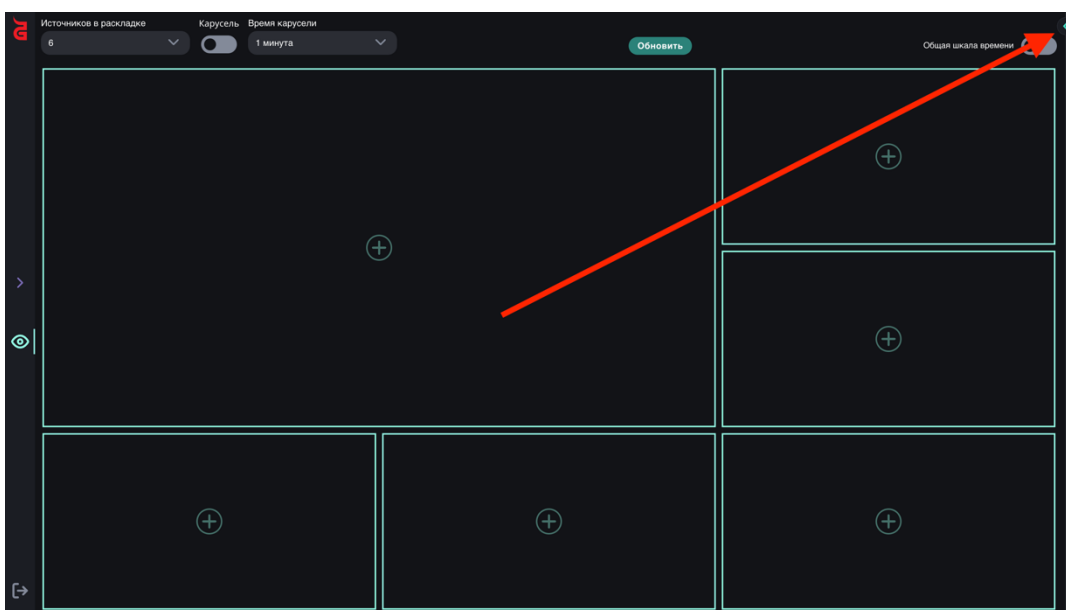 Источников в раскладке
Карусель
Время карусели
6
1 минута
Обновить
Общая шкала времени